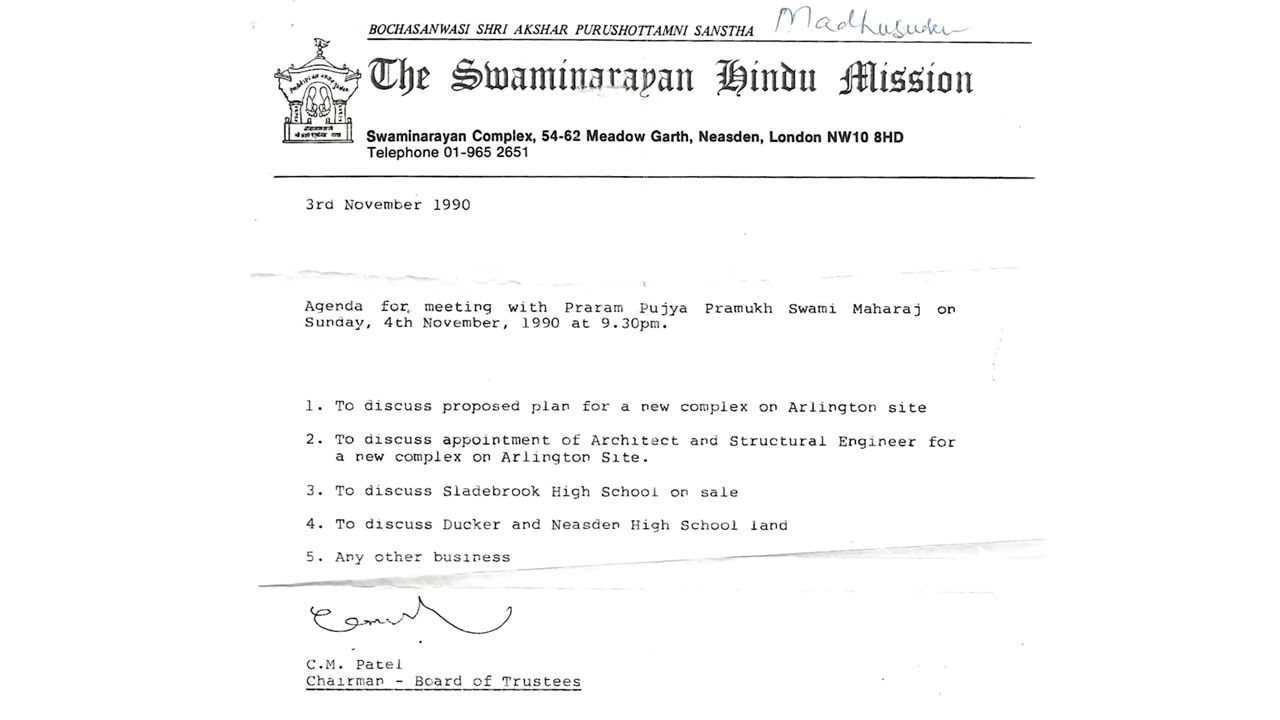 BOCHASANWASI SHRI AKSHAR PURUSHOTTAMNI SANSTHA
The Swaminarayan Hindu Mission
Swaminarayan Complex, 54-62 Meadow Garth, Neasden, London NW10 8HD
Telephone 01-965 2651
3rd November 1990
Agenda for meeting with Praram Pujya Pramukh Swami Maharaj on
Sunday, 4th November, 1990 at 9.30pm.
1. To discuss proposed plan for a new complex on Arlington site
2. To discuss appointment of Architect and Structural Engineer for
a new complex on Arlington Site.
3. To discuss Sladebrook High School on sale
4. To discuss Ducker and Neasden High School land
5. Any other business
C.M. Patel
Chairman - Board of Trustees